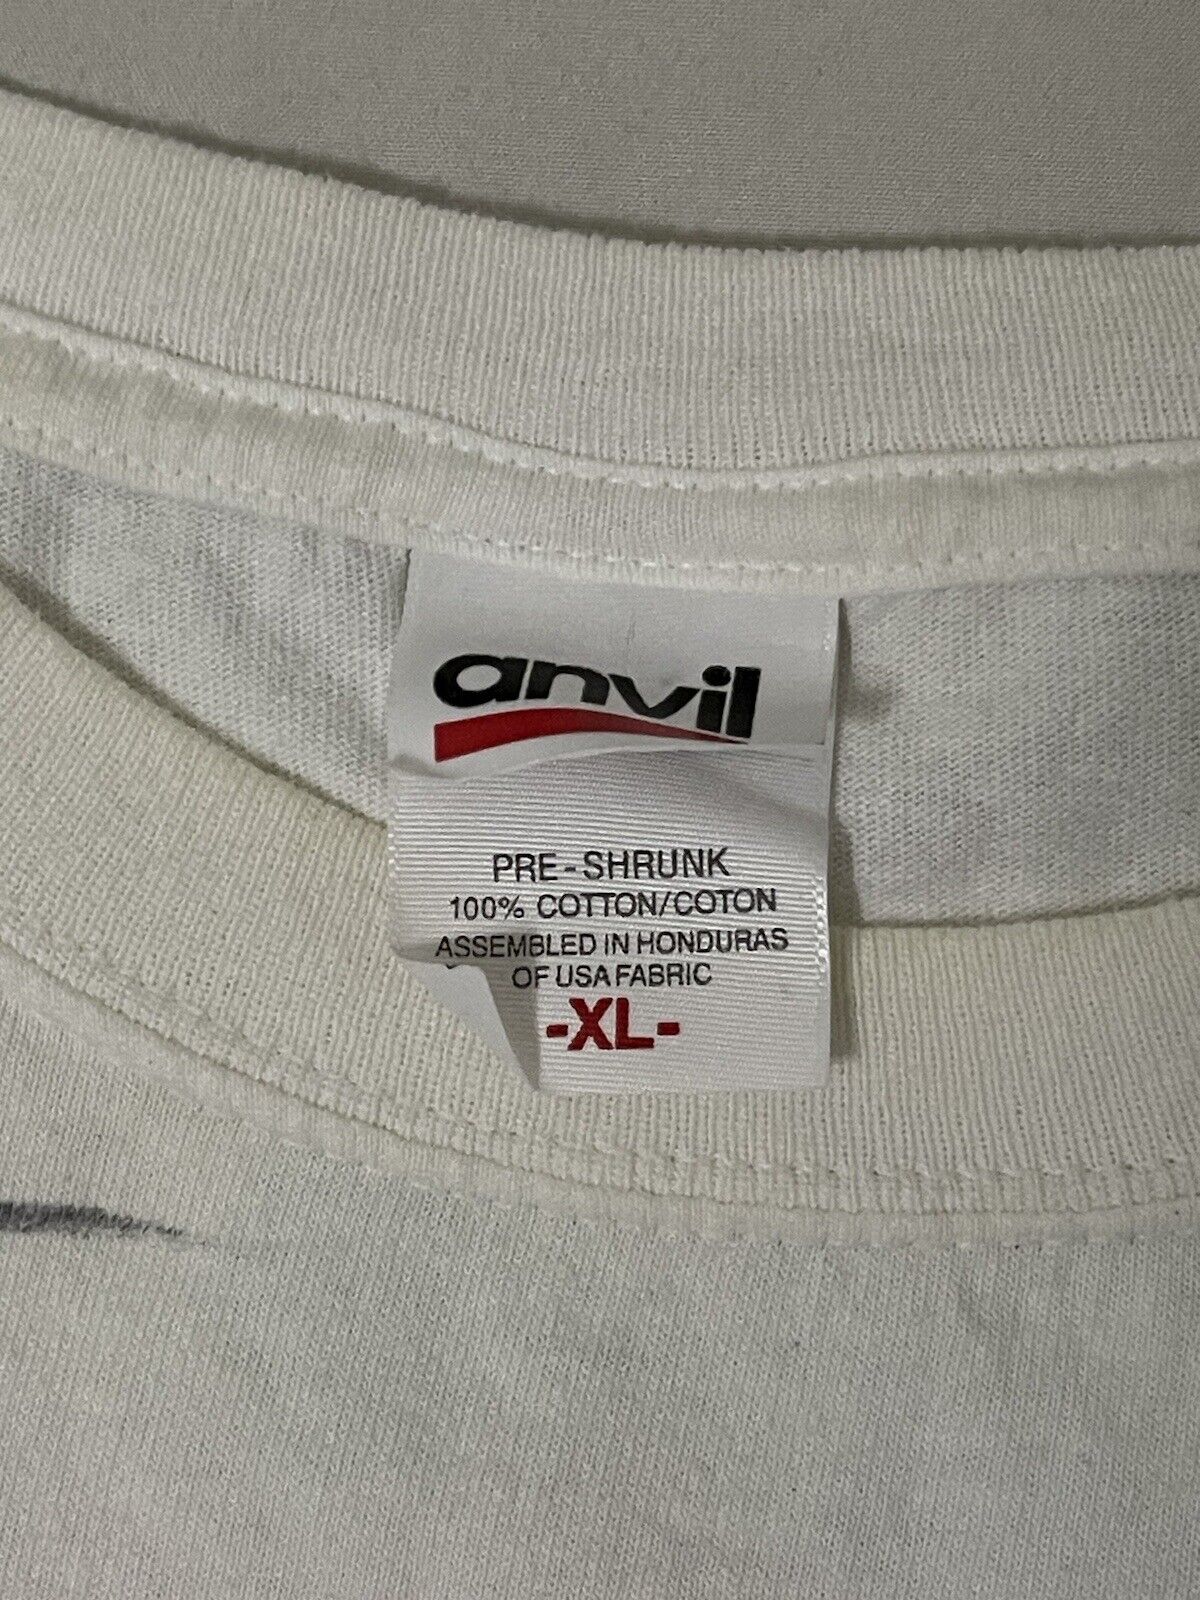 anvil
PRE-SHRUNK
100% COTTON/COTON
ASSEMBLED IN HONDURAS
OF USA FABRIC
-XL-